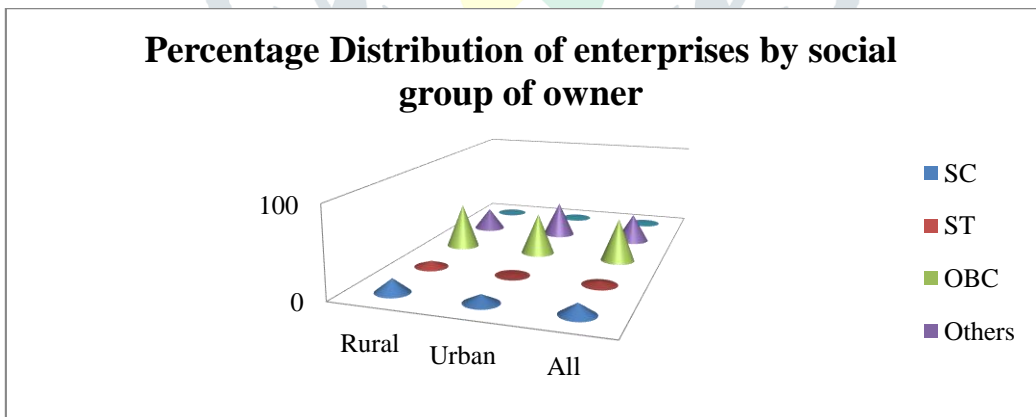 Percentage Distribution of enterprises by social
group of owner
100
0
Rural
Urban
All
SC
ST
OBC
Others